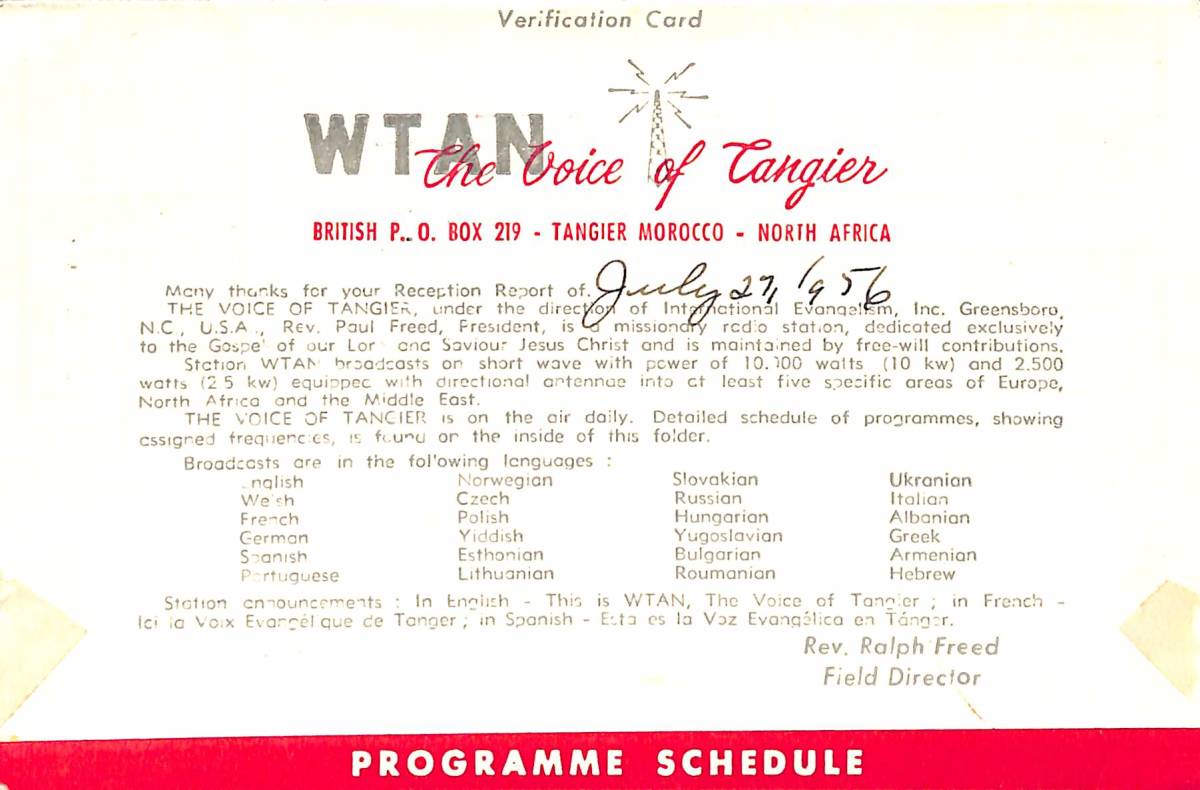 Verification Card
WTAN
The Voice of Tangier
BRITISH P.. O. BOX 219 - TANGIER MOROCCO - NORTH AFRICA
Many thanks for your Reception Report of. July 27, 1956
THE VOICE OF TANGIER, under the direction of International Evangelism, Inc. Greensboro,
N.C., U.S.A., Rev. Paul Freed, President, is a missionary radio station, dedicated exclusively
to the Gospel of our Lor and Saviour Jesus Christ and is maintained by free-will contributions.
Station WTAN broadcasts on short wave with power of 10.000 watts (10 kw) and 2.500
watts (2 5 kw) equipped with directional antennae into at least five specific areas of Europe,
North Africa and the Middle East.
THE VOICE OF TANGIER is on the air daily. Detailed schedule of programmes, showing
assigned frequencies, is found on the inside of this folder.
Broadcasts are in the following languages :
English Norwegian Slovakian Ukranian
Welsh Czech Russian Italian
French Polish Hungarian Albanian
German Yiddish Yugoslavian Greek
Spanish Esthonian Bulgarian Armenian
Portuguese Lithuanian Roumanian Hebrew
Station announcements : In English - This is WTAN, The Voice of Tangier ; in French -
Ici la Voix Evangélique de Tanger ; in Spanish - Esta es la Voz Evangélica en Tánger.
Rev. Ralph Freed
Field Director
PROGRAMME SCHEDULE